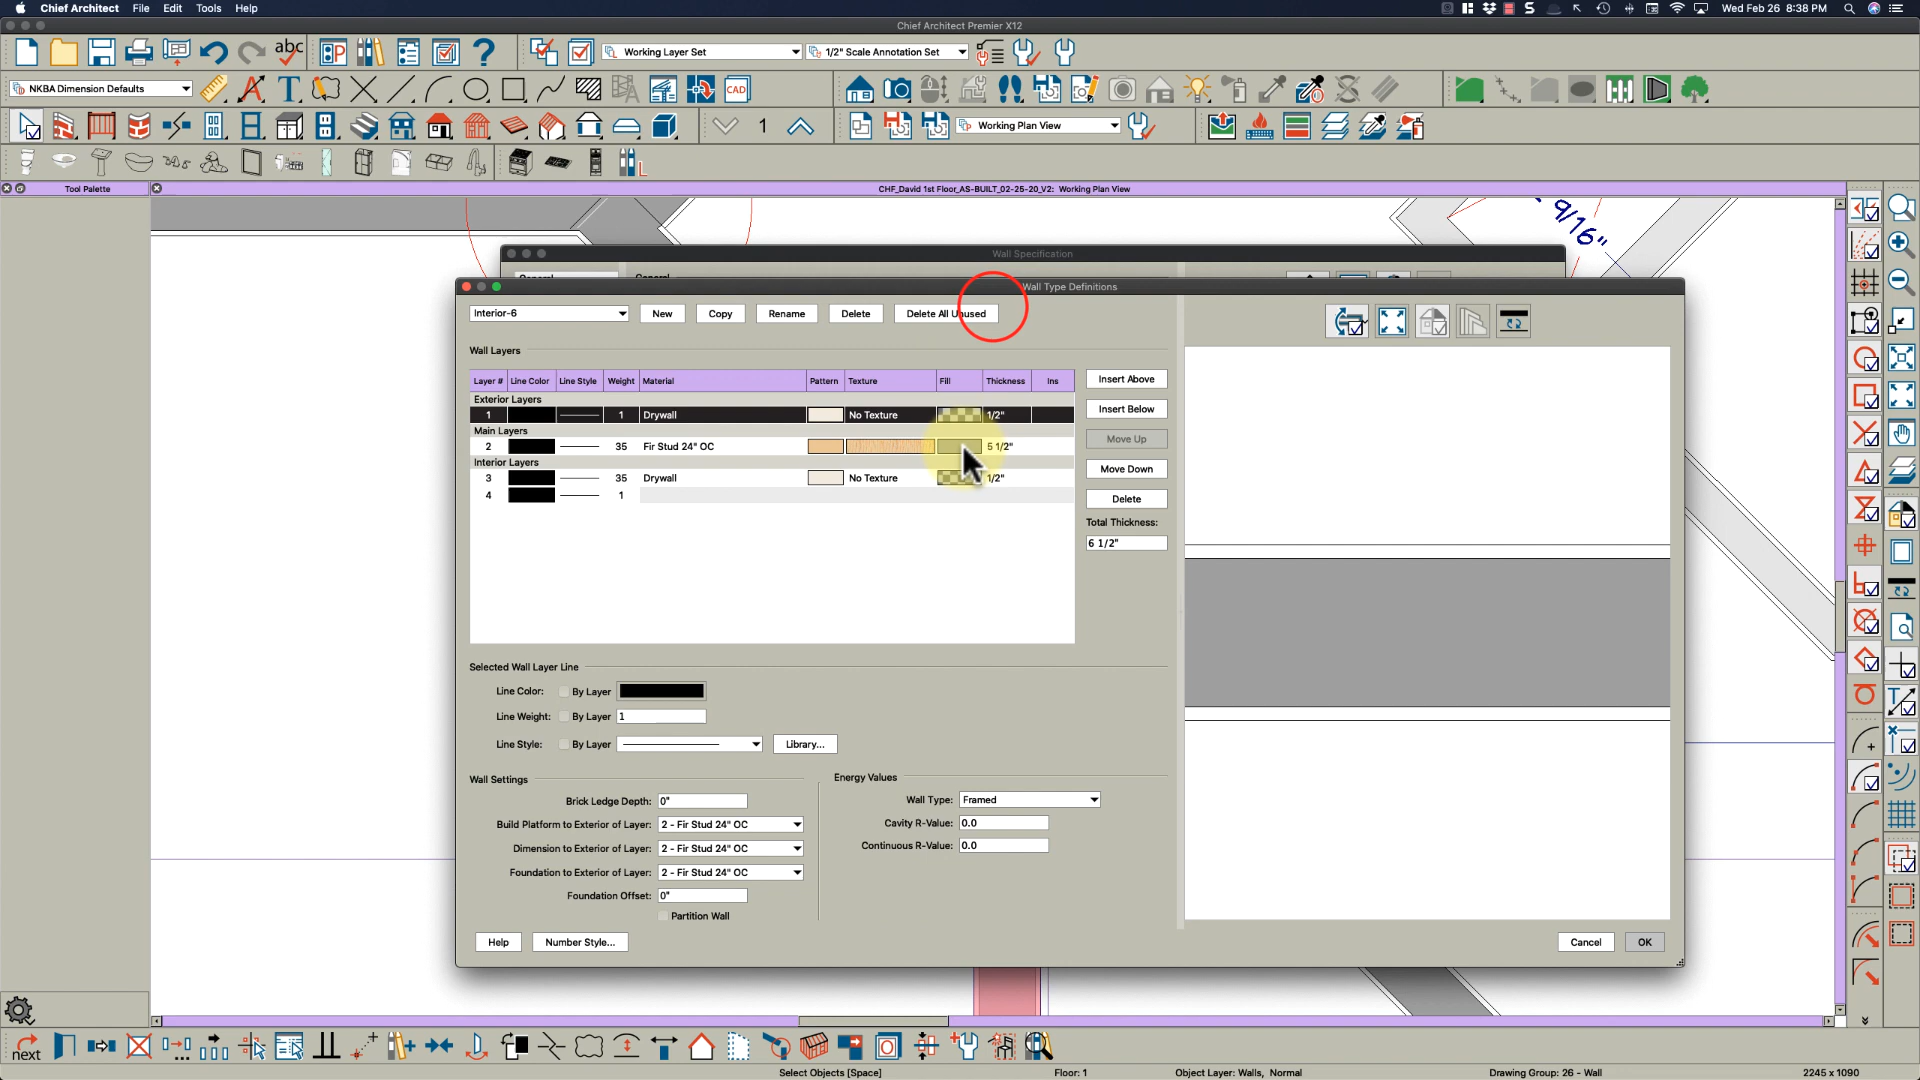 Chief Architect File Edit Tools Help Wed Feb 26 8:38 PM
Chief Architect Premier X12
abc Working Layer Set 1/2" Scale Annotation Set
NKBA Dimension Defaults T CAD
1 Working Plan View
Tool Palette CHF_David 1st Floor_AS-BUILT_02-25-20_V2: Working Plan View
9/16"
Wall Specification
General General
Wall Type Definitions
Interior-6 New Copy Rename Delete Delete All Unused
Wall Layers
Layer # Line Color Line Style Weight Material Pattern Texture Fill Thickness Ins Insert Above
Exterior Layers
1 1 Drywall No Texture 1/2" Insert Below
Main Layers
2 35 Fir Stud 24" OC 5 1/2" Move Up
Interior Layers
3 35 Drywall No Texture 1/2" Move Down
4 1 Delete
Total Thickness:
6 1/2"
Selected Wall Layer Line
Line Color: By Layer
Line Weight: By Layer 1
Line Style: By Layer Library...
Wall Settings Energy Values
Brick Ledge Depth: 0" Wall Type: Framed
Build Platform to Exterior of Layer: 2 - Fir Stud 24" OC Cavity R-Value: 0.0
Dimension to Exterior of Layer: 2 - Fir Stud 24" OC Continuous R-Value: 0.0
Foundation to Exterior of Layer: 2 - Fir Stud 24" OC
Foundation Offset: 0"
Partition Wall
Help Number Style... Cancel OK
next
Select Objects [Space] Floor: 1 Object Layer: Walls, Normal Drawing Group: 26 - Wall 2245 x 1090